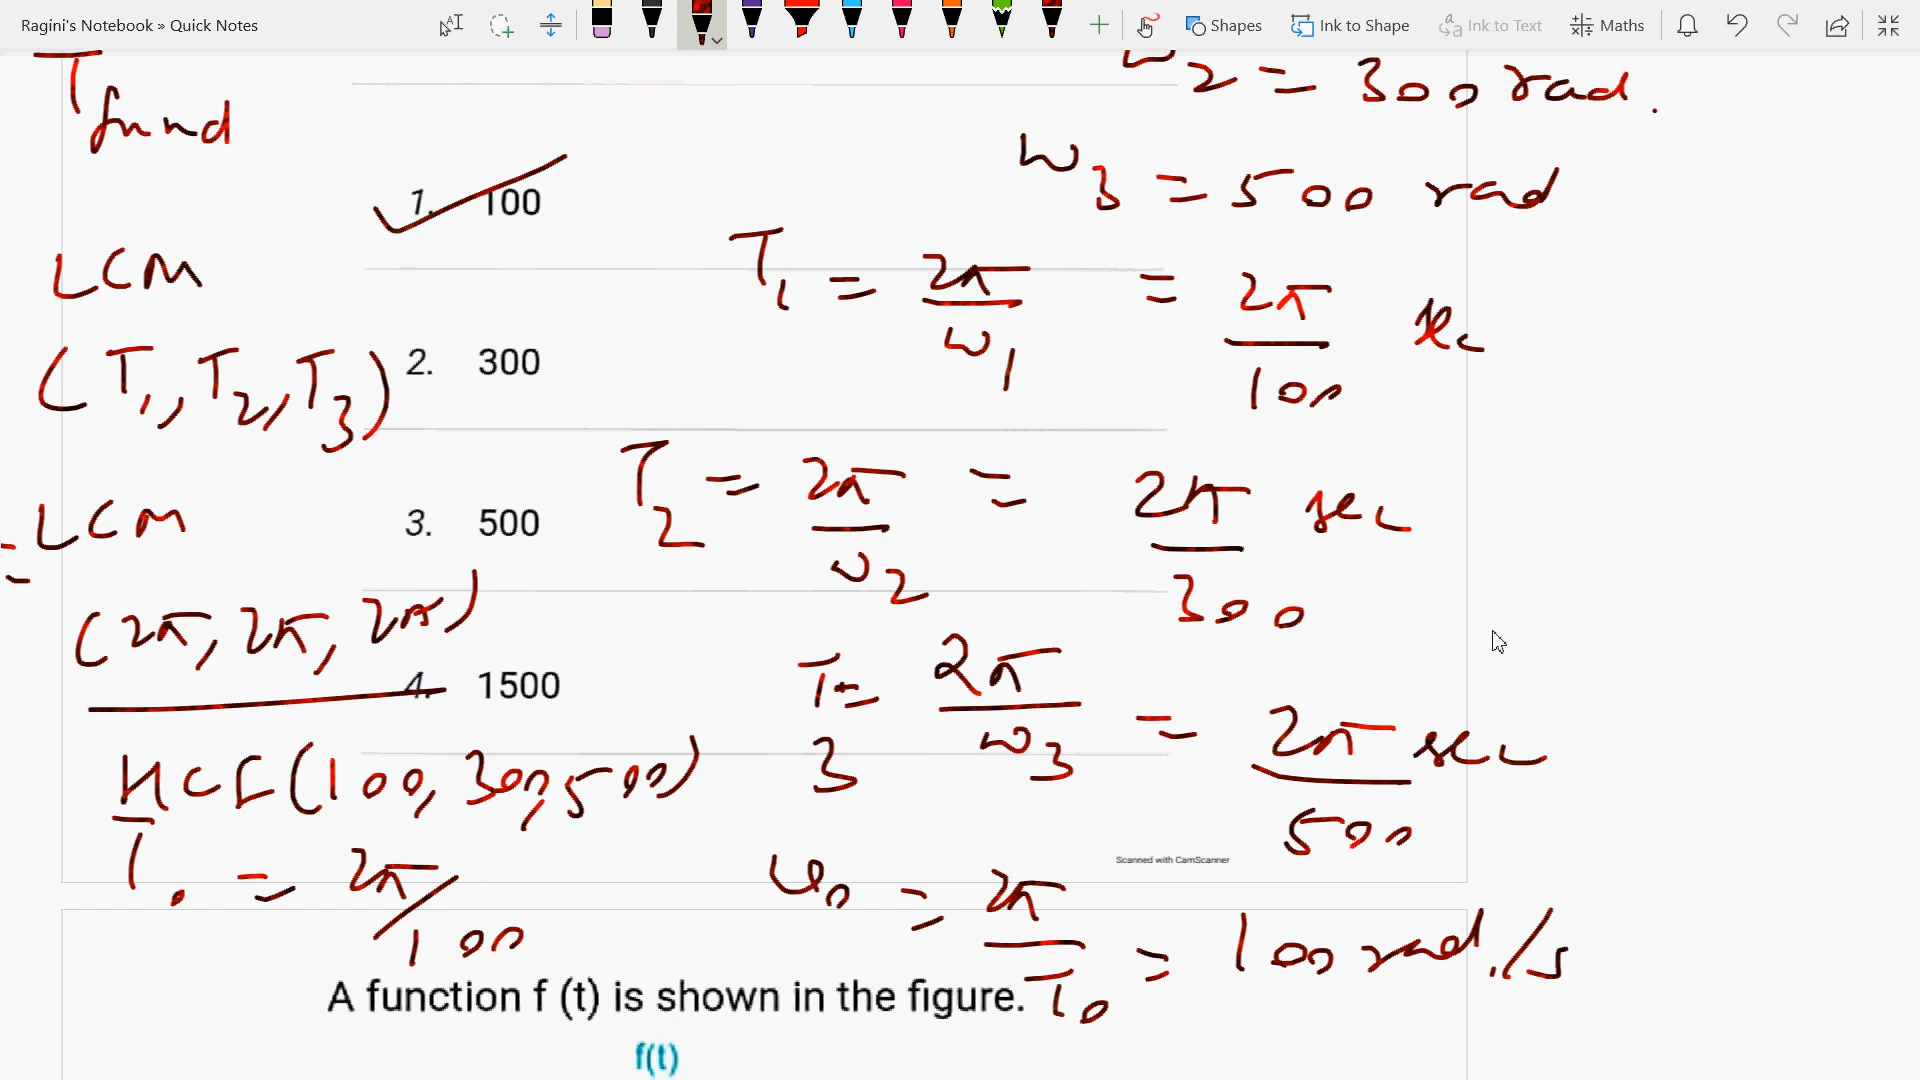 Ragini's Notebook » Quick Notes
Shapes
Ink to Shape
Ink to Text
Maths
T fund
ω2 = 300 rad.
ω3 = 500 rad
1. 100
LCM
T1 = 2π/ω1 = 2π/100 sec
(T1, T2, T3)
2. 300
T2 = 2π/ω2 = 2π/300 sec
= LCM
3. 500
(2π, 2π, 2π)
4. 1500
T3 = 2π/ω3 = 2π/500 sec
HCF(100, 300, 500)
Scanned with CamScanner
T0 = 2π/100
ω0 = 2π/T0 = 100 rad./s
A function f (t) is shown in the figure.
f(t)